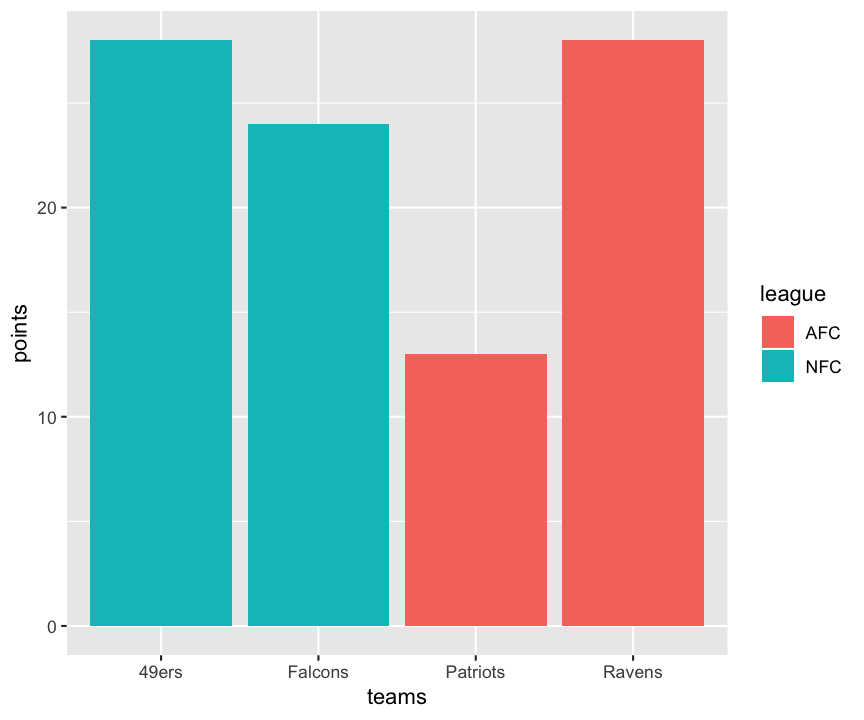 points
20
10
0
49ers
Falcons
Patriots
Ravens
teams
league
AFC
NFC